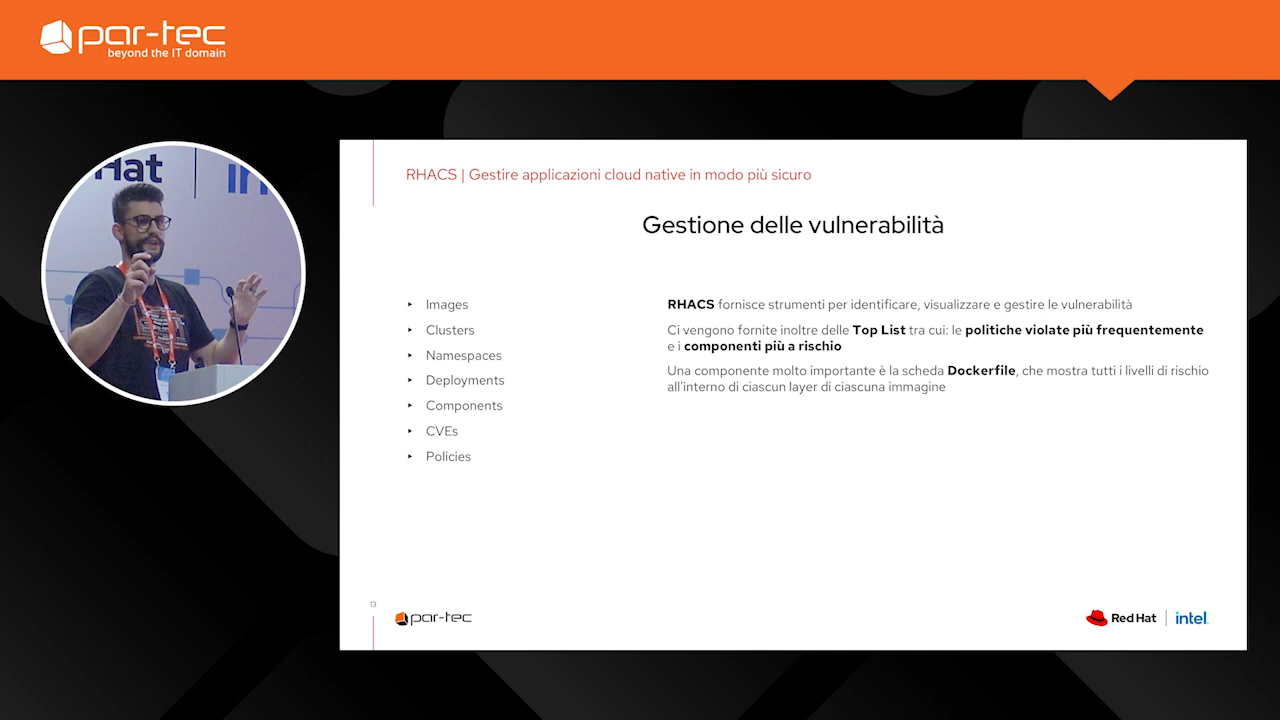 par-tec
beyond the IT domain
Hat
in
RHACS | Gestire applicazioni cloud native in modo più sicuro
Gestione delle vulnerabilità
‣ Images
‣ Clusters
‣ Namespaces
‣ Deployments
‣ Components
‣ CVEs
‣ Policies
RHACS fornisce strumenti per identificare, visualizzare e gestire le vulnerabilità
Ci vengono fornite inoltre delle Top List tra cui: le politiche violate più frequentemente
e i componenti più a rischio
Una componente molto importante è la scheda Dockerfile, che mostra tutti i livelli di rischio
all'interno di ciascun layer di ciascuna immagine
13
par-tec
Red Hat | intel.